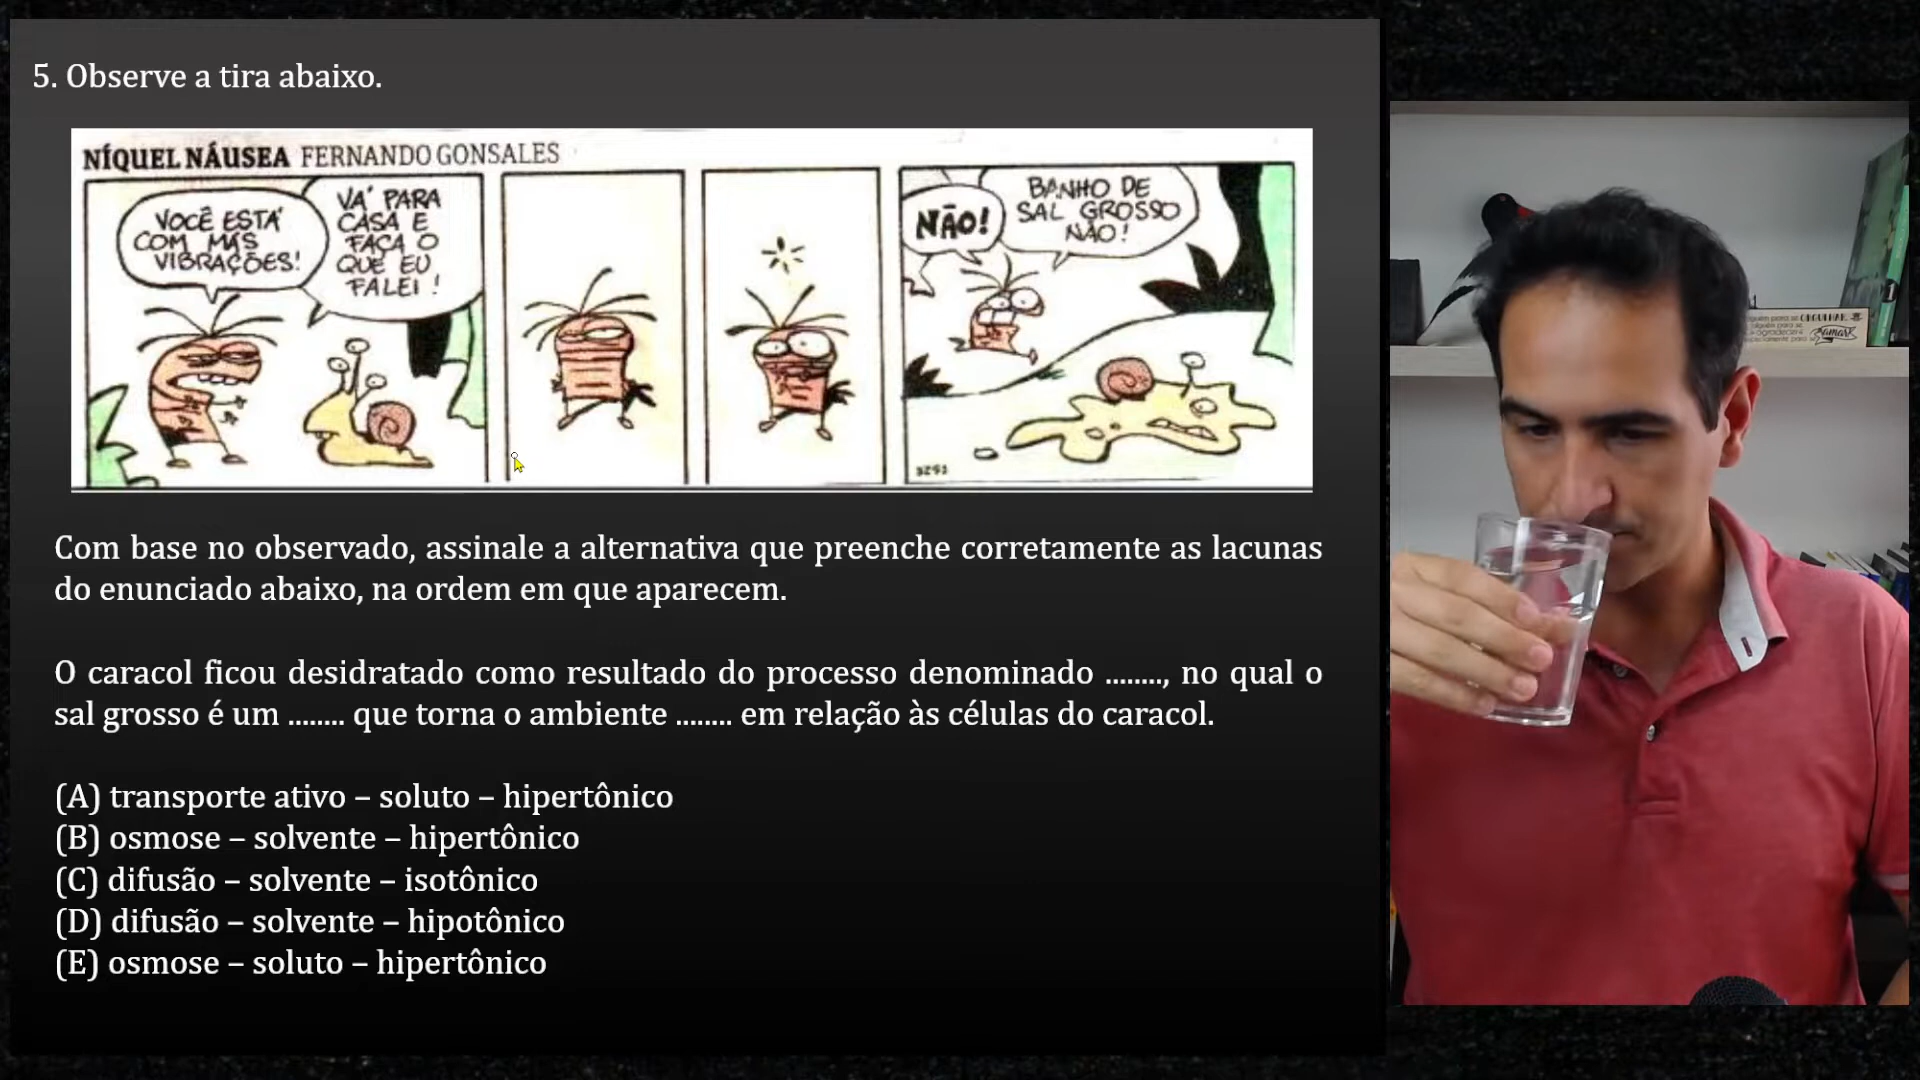 5. Observe a tira abaixo.
NÍQUEL NÁUSEA FERNANDO GONSALES
VOCÊ ESTÁ
COM MÁS
VIBRAÇÕES!
VÁ PARA
CASA E
FAÇA O
QUE EU
FALEI!
NÃO!
BANHO DE
SAL GROSSO
NÃO!
Com base no observado, assinale a alternativa que preenche corretamente as lacunas
do enunciado abaixo, na ordem em que aparecem.
O caracol ficou desidratado como resultado do processo denominado ........, no qual o
sal grosso é um ........ que torna o ambiente ........ em relação às células do caracol.
(A) transporte ativo – soluto – hipertônico
(B) osmose – solvente – hipertônico
(C) difusão – solvente – isotônico
(D) difusão – solvente – hipotônico
(E) osmose – soluto – hipertônico